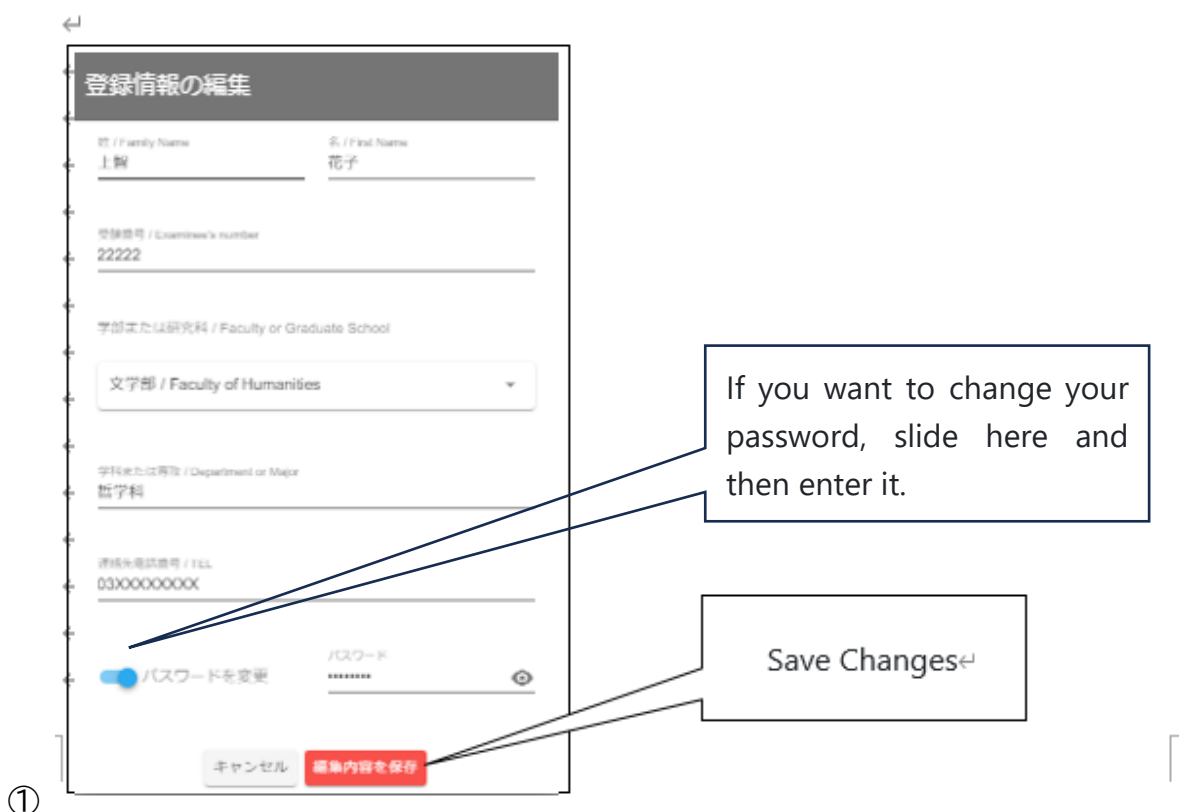 登録情報の編集
姓 / Family Name
名 / First Name
上智
花子
受験番号 / Examinee's number
22222
学部または研究科 / Faculty or Graduate School
文学部 / Faculty of Humanities
学科または専攻 / Department or Major
哲学科
連絡先電話番号 / TEL
03XXXXXXXXX
パスワードを変更
パスワード
••••••••
キャンセル
編集内容を保存
If you want to change your
password, slide here and
then enter it.
Save Changes↵
①